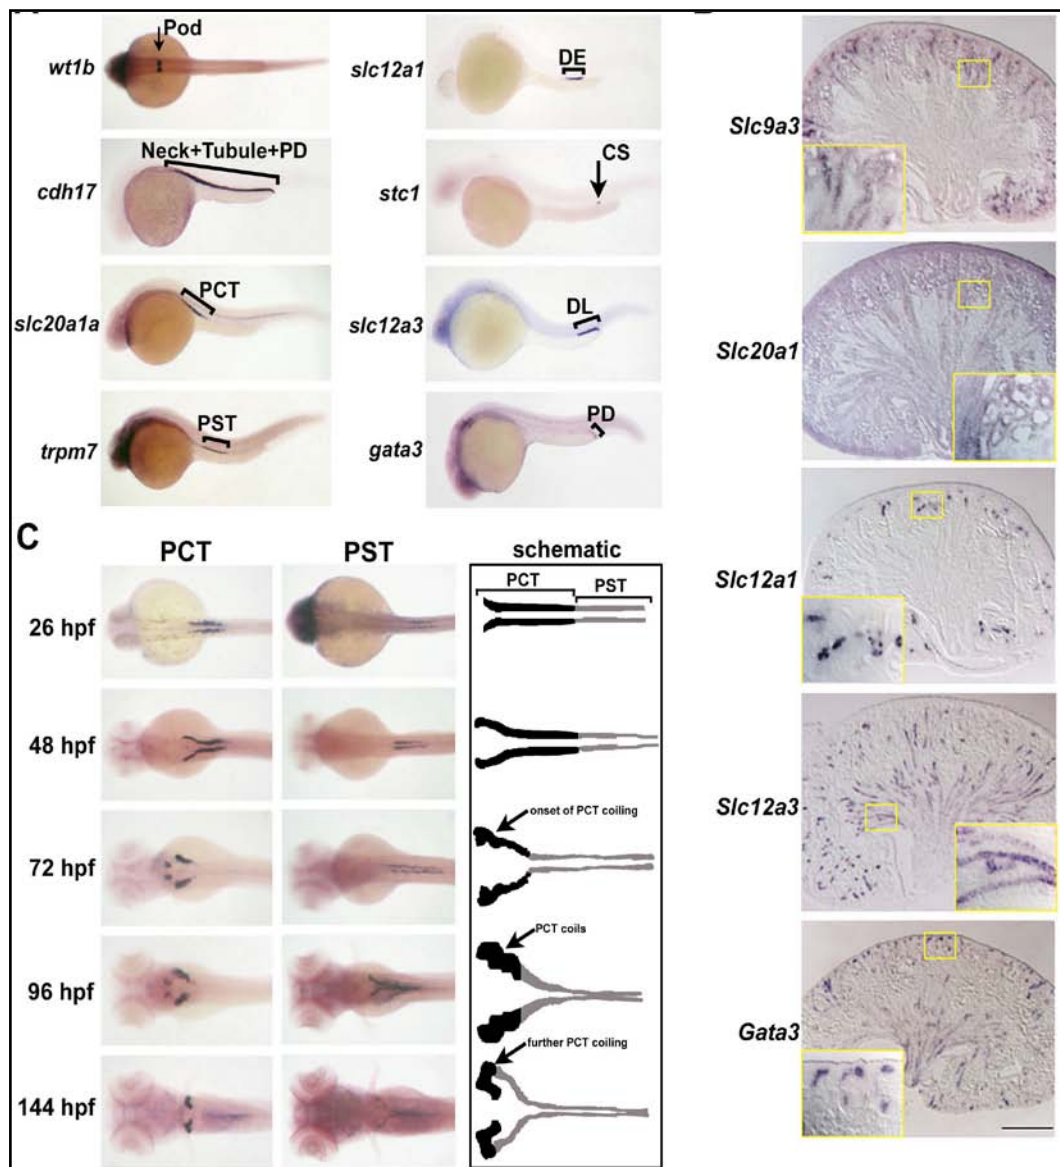 Pod
wt1b
slc12a1
DE
cdh17
Neck+Tubule+PD
stc1
CS
slc20a1a
PCT
slc12a3
DL
trpm7
PST
gata3
PD
C
PCT
PST
schematic
PCT
PST
26 hpf
48 hpf
72 hpf
onset of PCT coiling
96 hpf
PCT coils
144 hpf
further PCT coiling
Slc9a3
Slc20a1
Slc12a1
Slc12a3
Gata3